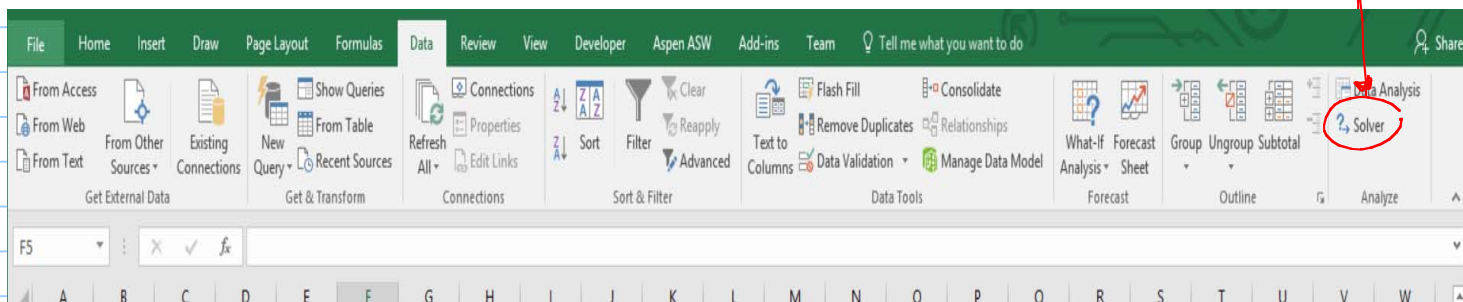 File Home Insert Draw Page Layout Formulas Data Review View Developer Aspen ASW Add-ins Team Tell me what you want to do Share
From Access
From Web
From Text
From Other
Sources
Existing
Connections
Get External Data
New
Query
Show Queries
From Table
Recent Sources
Get & Transform
Refresh
All
Connections
Properties
Edit Links
Connections
Sort
Filter
Clear
Reapply
Advanced
Sort & Filter
Text to
Columns
Flash Fill
Remove Duplicates
Data Validation
Consolidate
Relationships
Manage Data Model
Data Tools
What-If
Analysis
Forecast
Sheet
Forecast
Group
Ungroup
Subtotal
Outline
Data Analysis
Solver
Analyze
F5 fx
A B C D E F G H I J K L M N O P Q R S T U V W